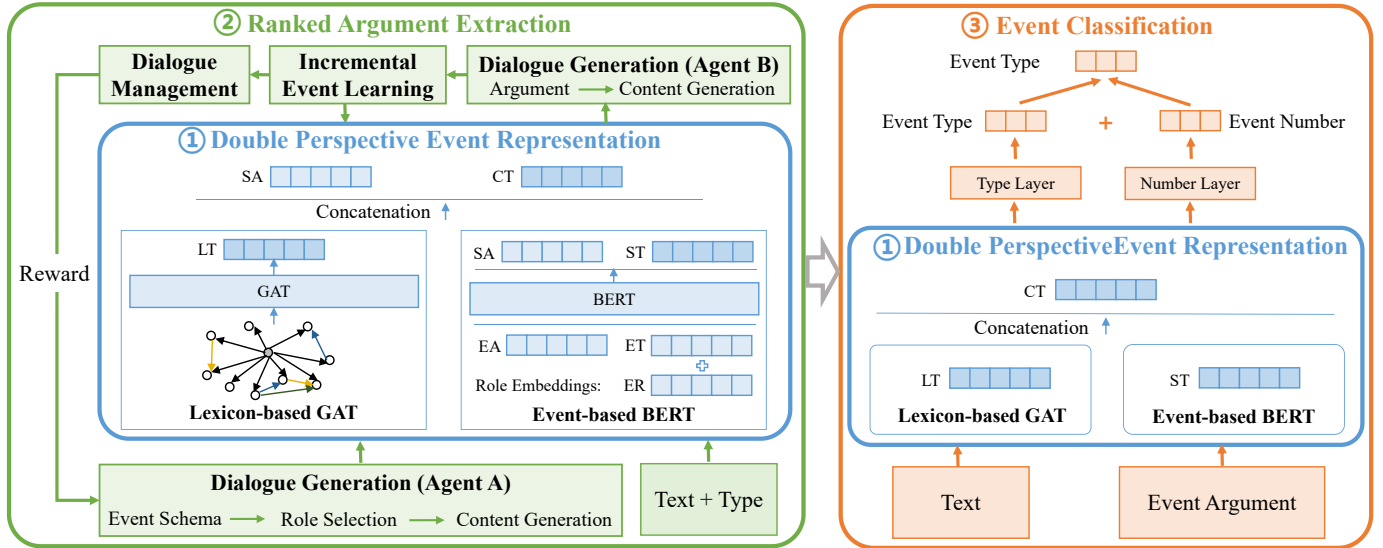 ② Ranked Argument Extraction
Dialogue
Management
Incremental
Event Learning
Dialogue Generation (Agent B)
Argument
Content Generation
① Double Perspective Event Representation
SA
CT
Concatenation
LT
GAT
Lexicon-based GAT
SA
ST
BERT
EA
ET
Role Embeddings:
ER
Event-based BERT
Reward
Dialogue Generation (Agent A)
Event Schema
Role Selection
Content Generation
Text + Type
③ Event Classification
Event Type
Event Type
+
Event Number
Type Layer
Number Layer
① Double PerspectiveEvent Representation
CT
Concatenation
LT
Lexicon-based GAT
ST
Event-based BERT
Text
Event Argument